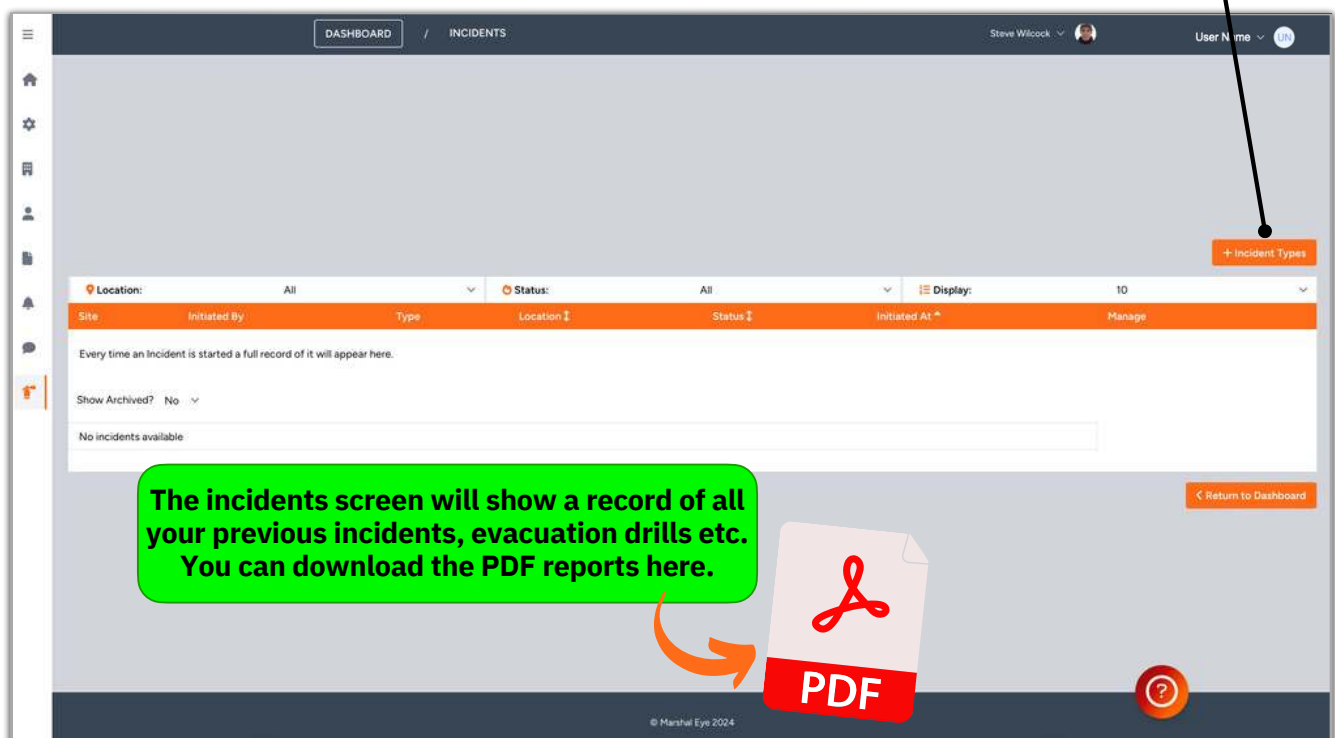 DASHBOARD / INCIDENTS
Steve Wilcock
User Name UN
+ Incident Types
Location: All Status: All Display: 10
Site Initiated By Type Location Status Initiated At Manage
Every time an Incident is started a full record of it will appear here.
Show Archived? No
No incidents available
< Return to Dashboard
The incidents screen will show a record of all
your previous incidents, evacuation drills etc.
You can download the PDF reports here.
PDF
?
© Marshal Eye 2024